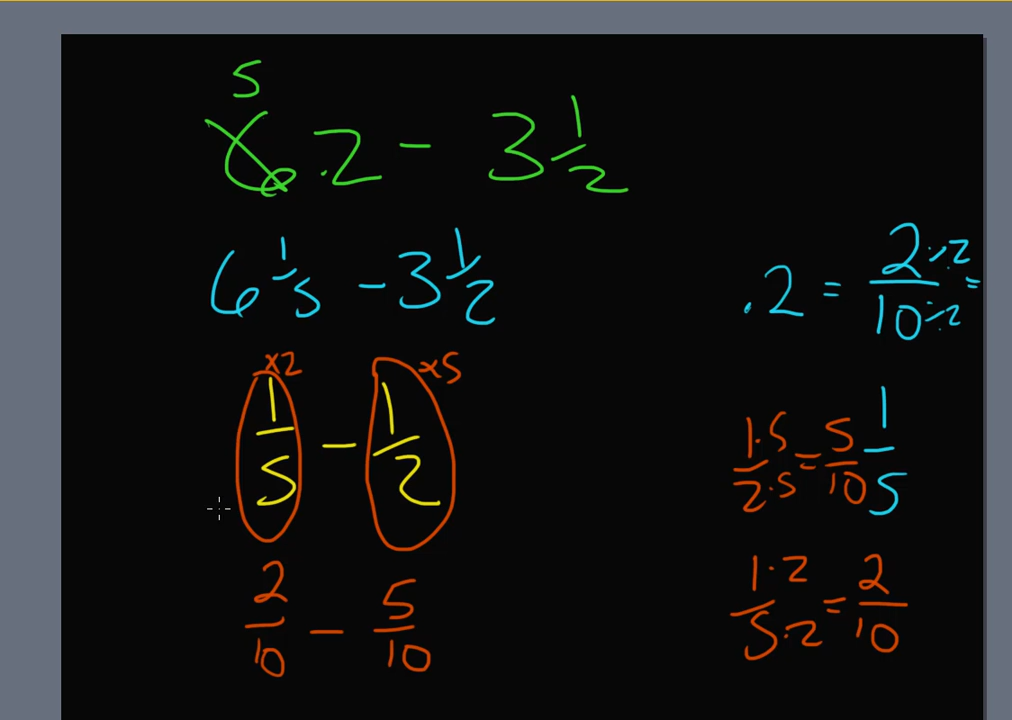 5
6.2 - 3 1/2
6 1/5 - 3 1/2
.2 = 2÷2/10÷2 =
x2 x5
1/5 - 1/2
1·5/2·5 = 5/10
1/5
2/10 - 5/10
1·2/5·2 = 2/10